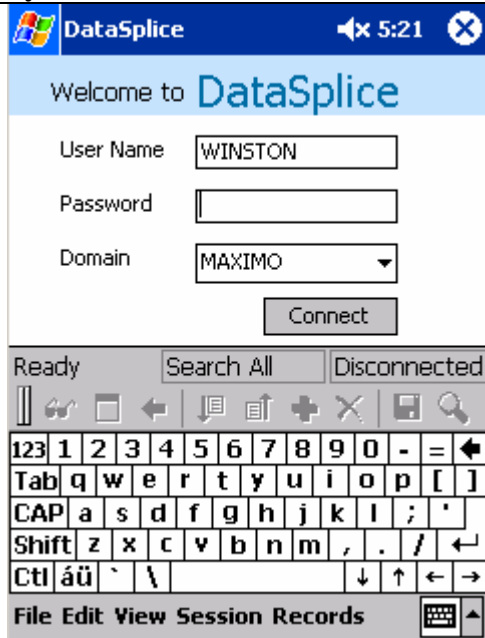 DataSplice 5:21
Welcome to DataSplice
User Name WINSTON
Password
Domain MAXIMO
Connect
Ready Search All Disconnected
123 1 2 3 4 5 6 7 8 9 0 - =
Tab q w e r t y u i o p [ ]
CAP a s d f g h j k l ; '
Shift z x c v b n m , . /
Ctl áü ` \ ↓ ↑ ← →
File Edit View Session Records